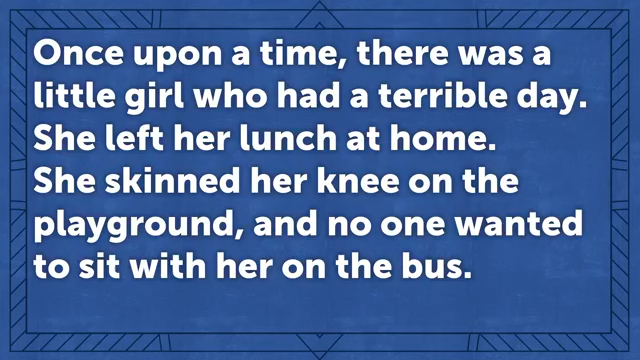 Once upon a time, there was a
little girl who had a terrible day.
She left her lunch at home.
She skinned her knee on the
playground, and no one wanted
to sit with her on the bus.